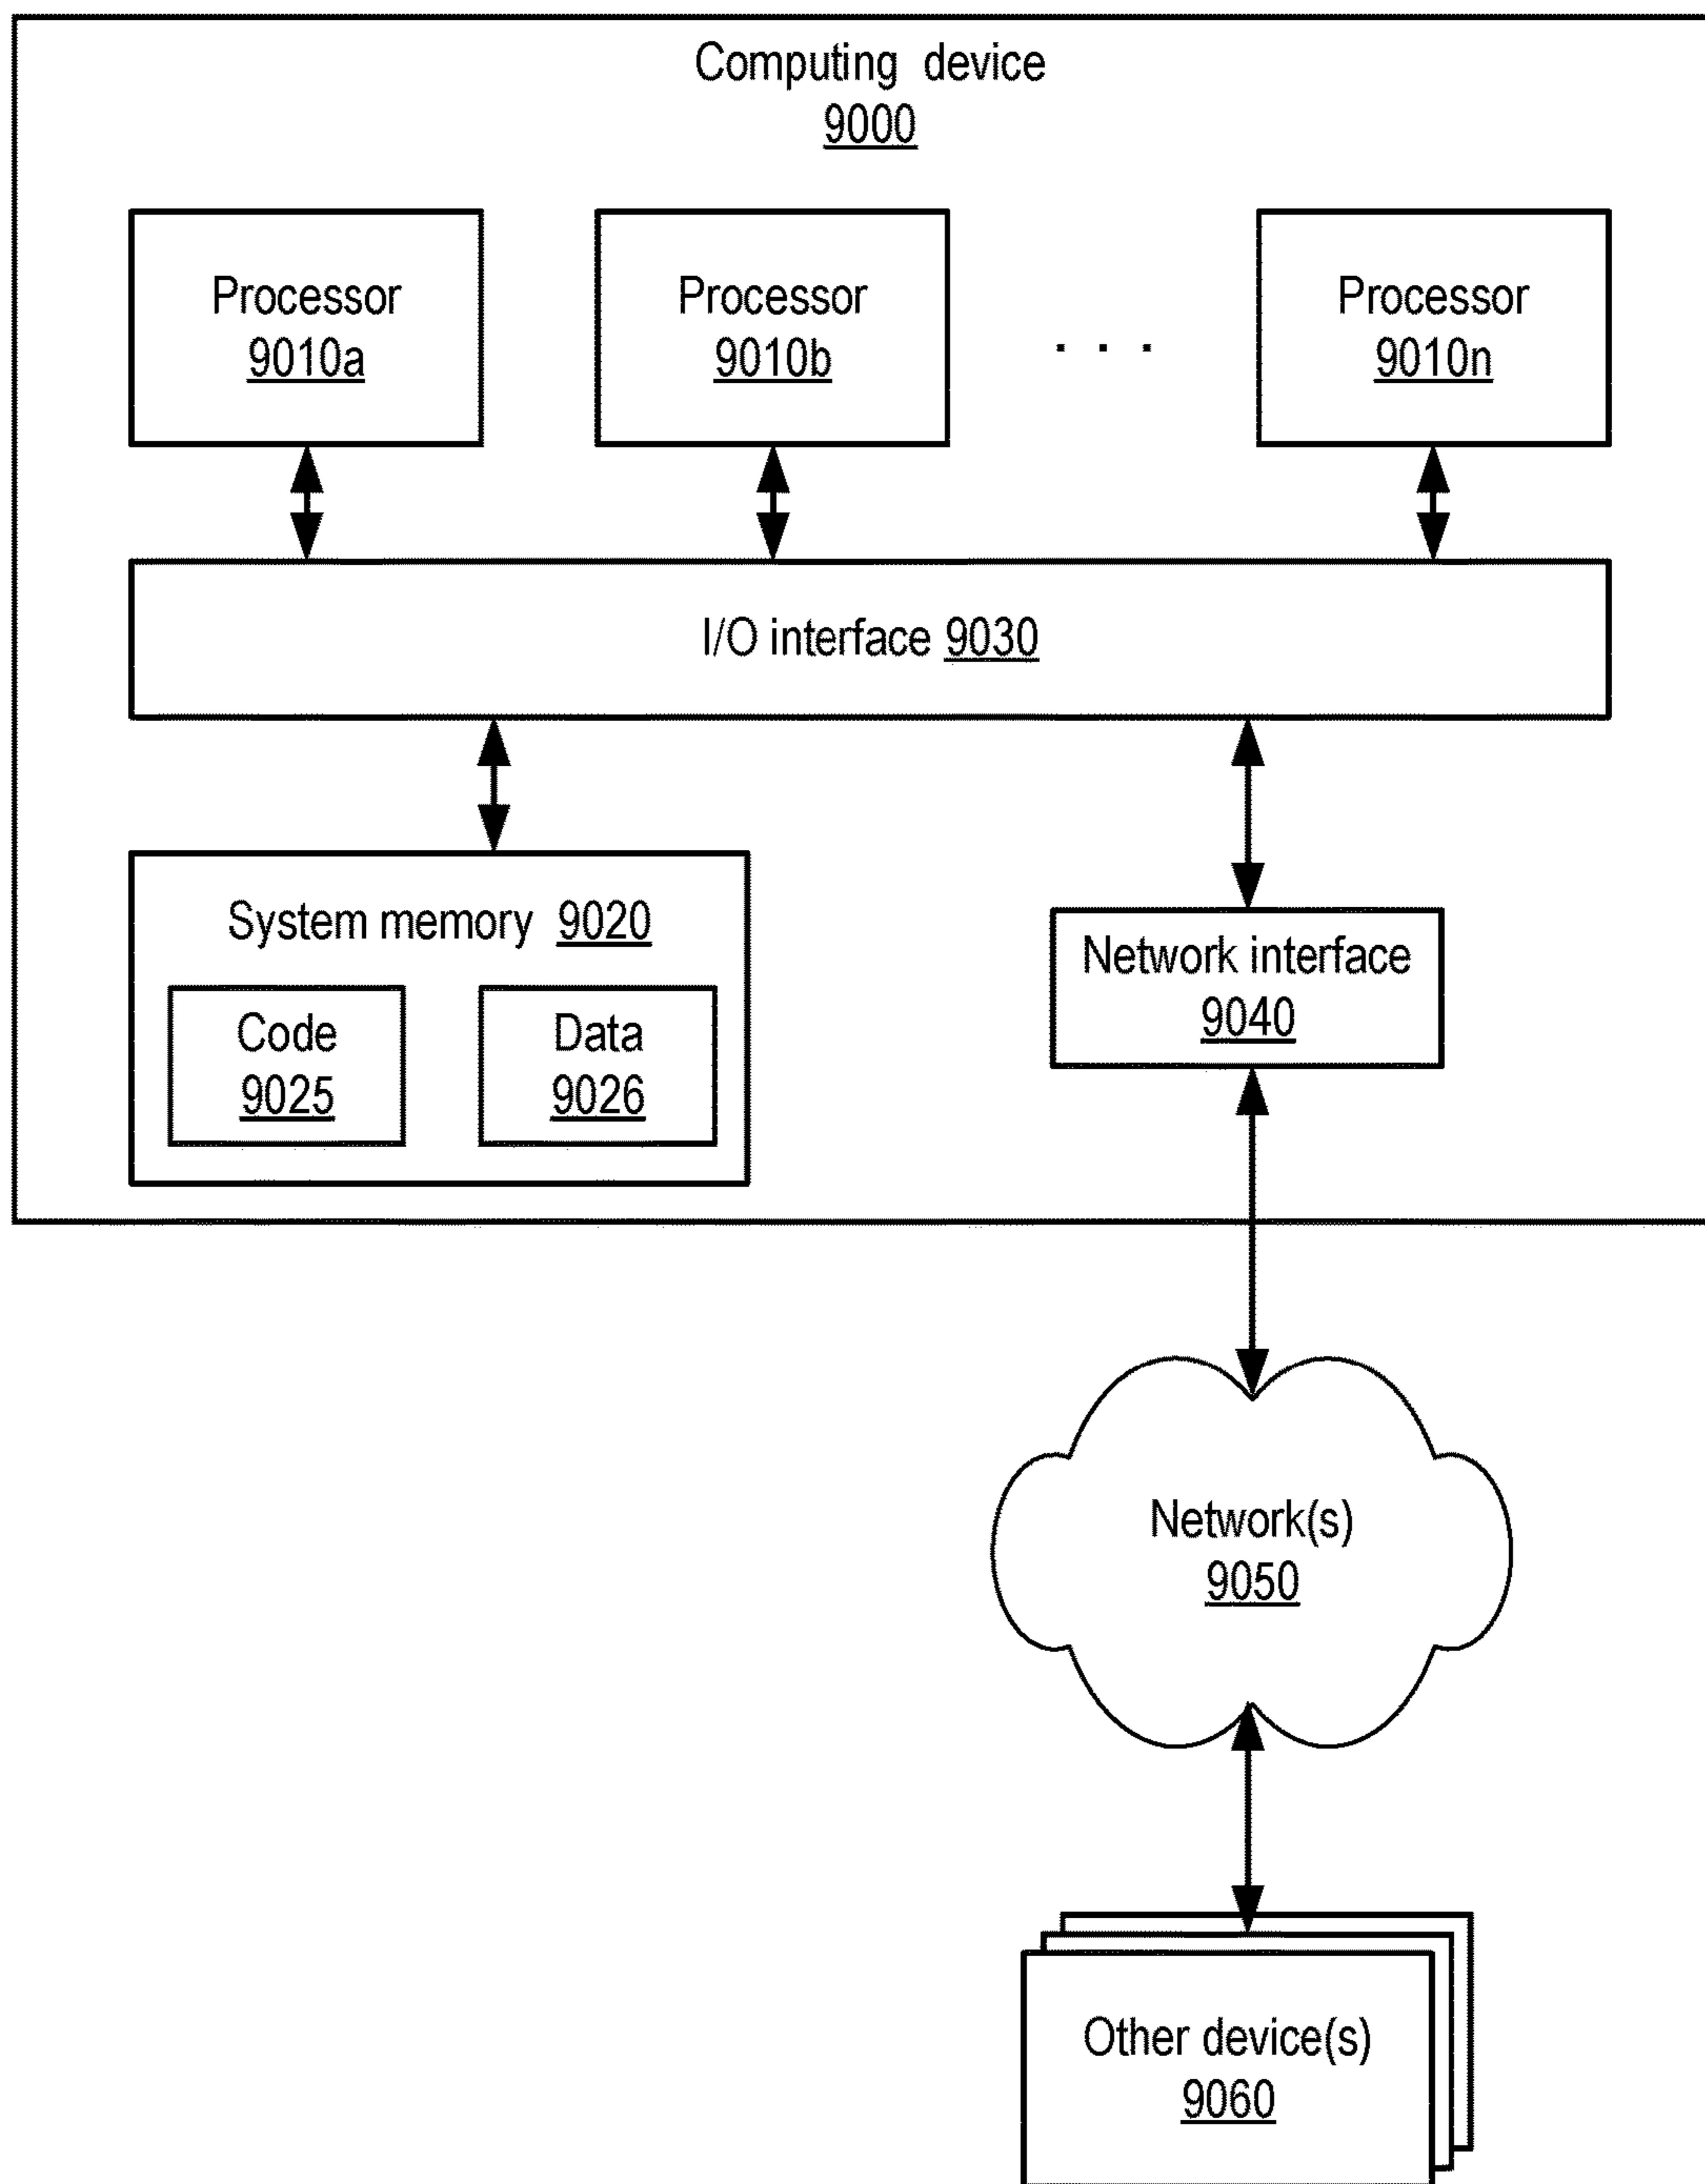 Computing device
9000
Processor
9010a
Processor
9010b
. . .
Processor
9010n
I/O interface 9030
System memory 9020
Code
9025
Data
9026
Network interface
9040
Network(s)
9050
Other device(s)
9060